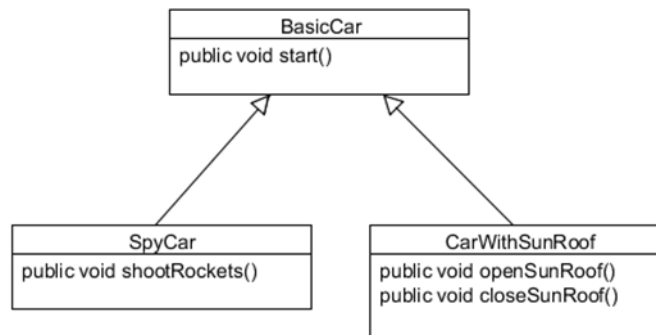 BasicCar
public void start()
SpyCar
public void shootRockets()
CarWithSunRoof
public void openSunRoof()
public void closeSunRoof()